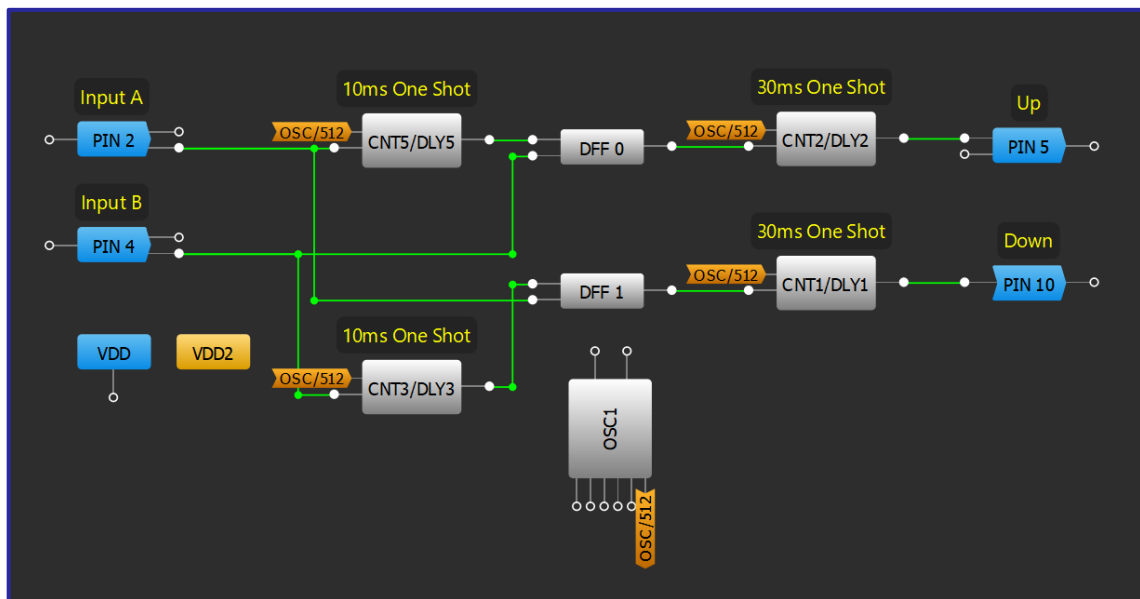 Input A
PIN 2
10ms One Shot
OSC/512
CNT5/DLY5
DFF 0
30ms One Shot
OSC/512
CNT2/DLY2
Up
PIN 5
Input B
PIN 4
30ms One Shot
OSC/512
CNT1/DLY1
Down
PIN 10
DFF 1
VDD
VDD2
10ms One Shot
OSC/512
CNT3/DLY3
OSC1
OSC/512